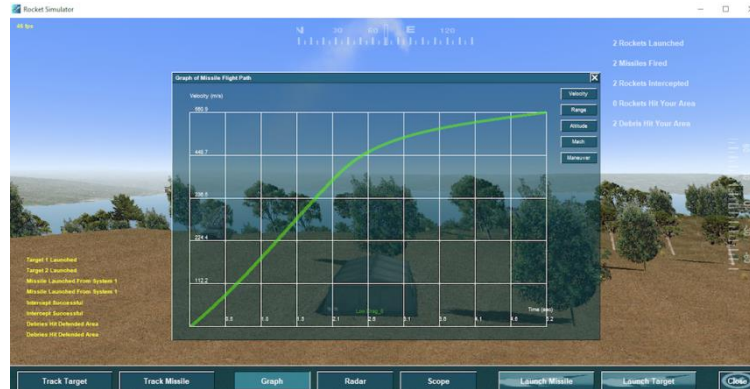 Rocket Simulator
N 30 60 E 120
2 Rockets Launched
2 Missiles Fired
2 Rockets Intercepted
0 Rockets Hit Your Area
2 Debris Hit Your Area
Graph of Missile Flight Path
X
Velocity (m/s)
448.7
224.4
112.2
Time (sec)
Velocity
Range
Altitude
Mach
Maneuver
Target 1 Launched
Target 2 Launched
Missile Launched From System 1
Missile Launched From System 1
Intercept Successful
Intercept Successful
Debries Hit Defended Area
Debries Hit Defended Area
Track Target
Track Missile
Graph
Radar
Scope
Launch Missile
Launch Target
Close